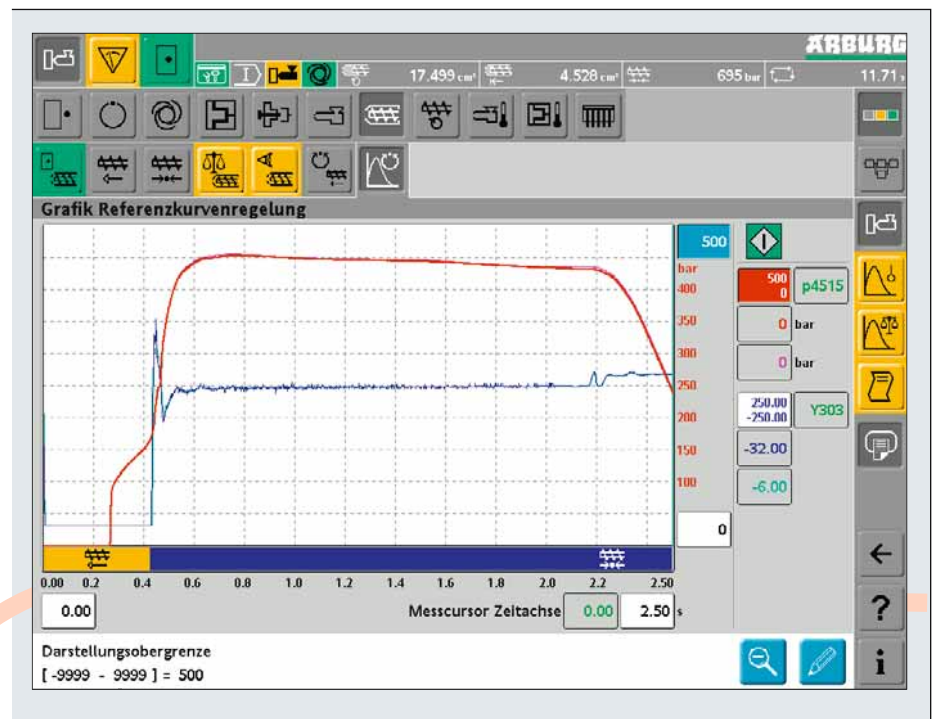 ARBURG
17.499 cm³ 4.528 cm³ 695 bar 11.71 s
Grafik Referenzkurvenregelung
500
bar
400
350
300
250
200
150
100
0
500
0
p4515
0 bar
0 bar
250.00
-250.00
Y303
-32.00
-6.00
0.00 0.2 0.4 0.6 0.8 1.0 1.2 1.4 1.6 1.8 2.0 2.2 2.50
0.00 Messcursor Zeitachse 0.00 2.50 s
Darstellungsobergrenze
[ -9999 - 9999 ] = 500
?
i